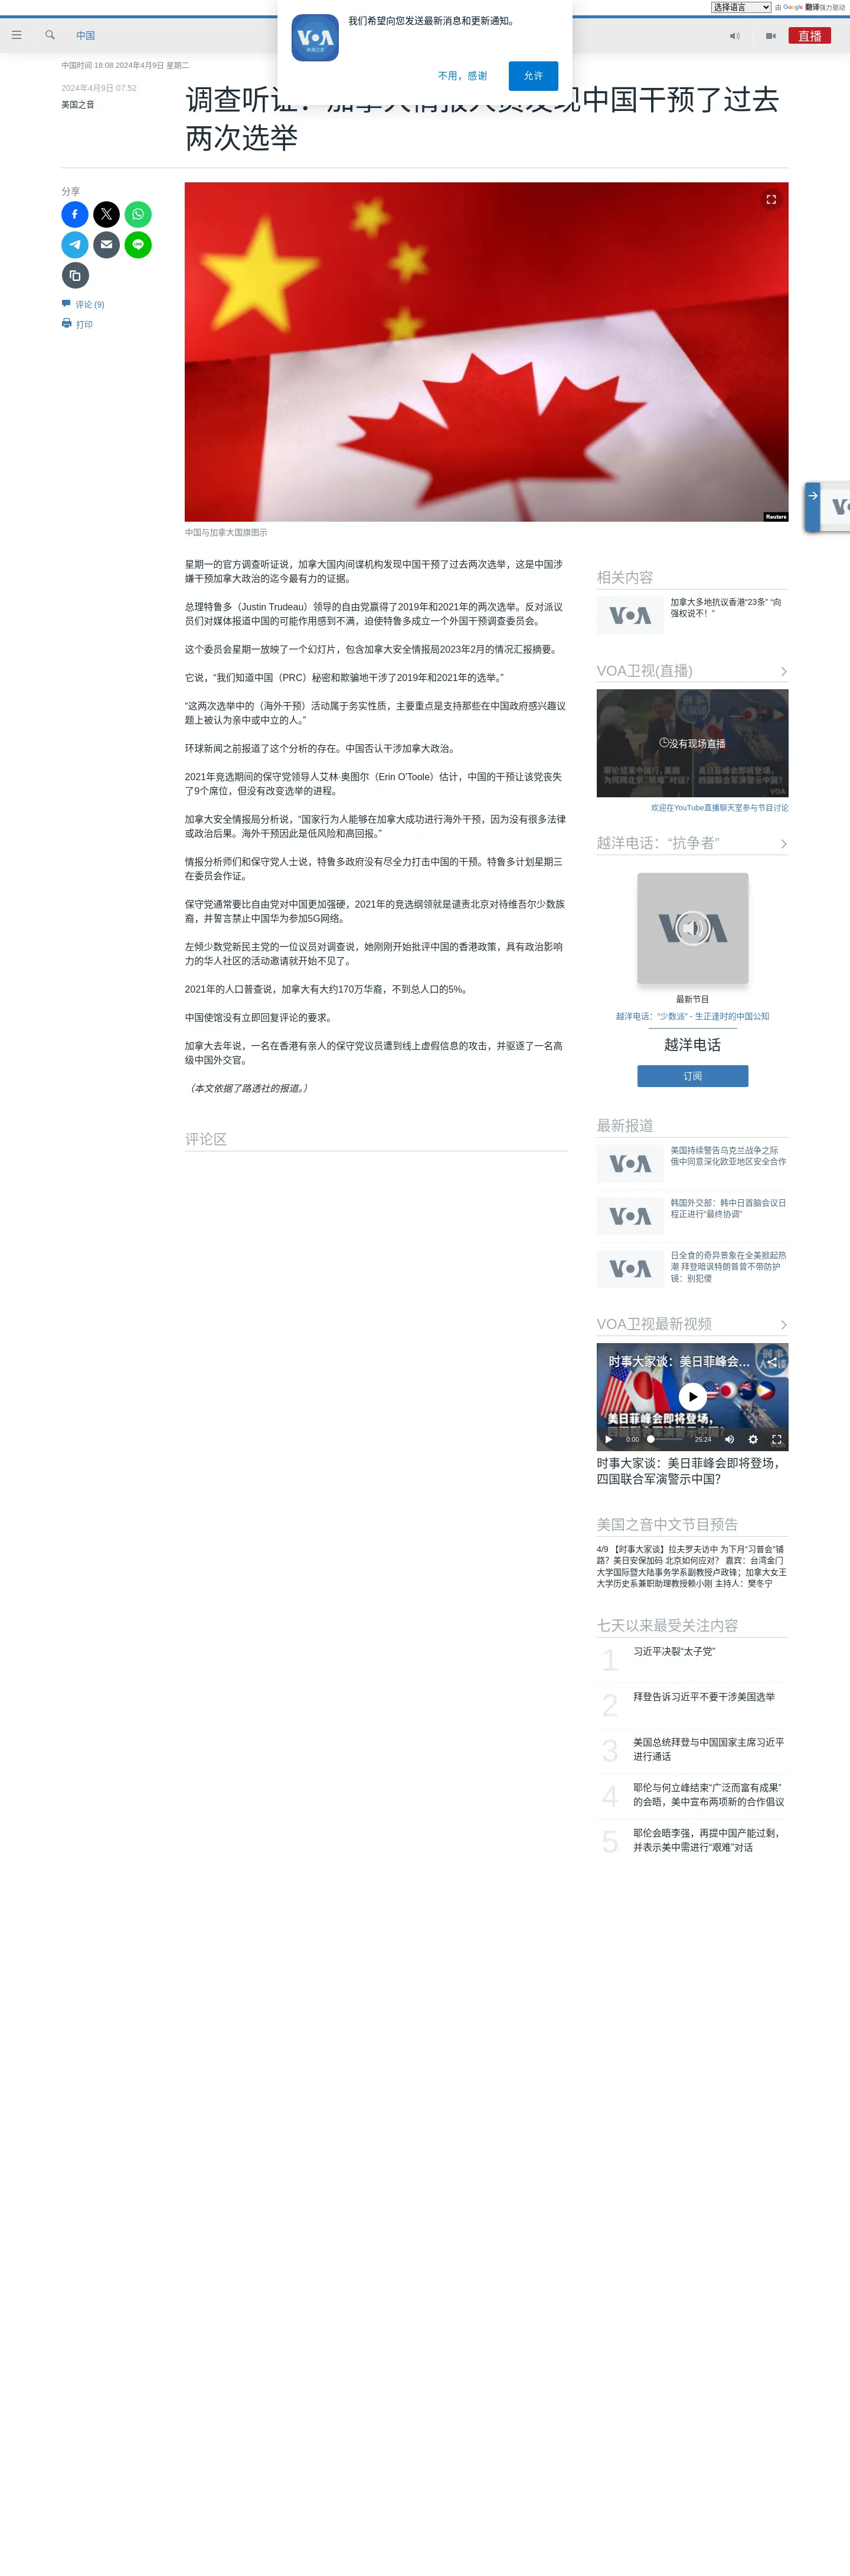 选择语言 由 Google 翻译强力驱动
中国
直播
我们希望向您发送最新消息和更新通知。
不用，感谢
允许
VOA
美国之音
中国时间 18:08 2024年4月9日 星期二
2024年4月9日 07:52
美国之音
中国干预了过去
两次选举
分享
评论 (9)
打印
Reuters
中国与加拿大国旗图示
星期一的官方调查听证说，加拿大国内间谍机构发现中国干预了过去两次选举，这是中国涉
嫌干预加拿大政治的迄今最有力的证据。
总理特鲁多（Justin Trudeau）领导的自由党赢得了2019年和2021年的两次选举。反对派议
员们对媒体报道中国的可能作用感到不满，迫使特鲁多成立一个外国干预调查委员会。
这个委员会星期一放映了一个幻灯片，包含加拿大安全情报局2023年2月的情况汇报摘要。
它说，“我们知道中国（PRC）秘密和欺骗地干涉了2019年和2021年的选举。”
“这两次选举中的（海外干预）活动属于务实性质，主要重点是支持那些在中国政府感兴趣议
题上被认为亲中或中立的人。”
环球新闻之前报道了这个分析的存在。中国否认干涉加拿大政治。
2021年竞选期间的保守党领导人艾林·奥图尔（Erin O'Toole）估计，中国的干预让该党丧失
了9个席位，但没有改变选举的进程。
加拿大安全情报局分析说，“国家行为人能够在加拿大成功进行海外干预，因为没有很多法律
或政治后果。海外干预因此是低风险和高回报。”
情报分析师们和保守党人士说，特鲁多政府没有尽全力打击中国的干预。特鲁多计划星期三
在委员会作证。
保守党通常要比自由党对中国更加强硬，2021年的竞选纲领就是谴责北京对待维吾尔少数族
裔，并誓言禁止中国华为参加5G网络。
左倾少数党新民主党的一位议员对调查说，她刚刚开始批评中国的香港政策，具有政治影响
力的华人社区的活动邀请就开始不见了。
2021年的人口普查说，加拿大有大约170万华裔，不到总人口的5%。
中国使馆没有立即回复评论的要求。
加拿大去年说，一名在香港有亲人的保守党议员遭到线上虚假信息的攻击，并驱逐了一名高
级中国外交官。
（本文依据了路透社的报道。）
评论区
相关内容
VOA
加拿大多地抗议香港“23条” “向
强权说不！”
VOA卫视(直播)
没有现场直播
欢迎在YouTube直播聊天室参与节目讨论
越洋电话：“抗争者”
VOA
最新节目
越洋电话：“少数派” - 生正逢时的中国公知
越洋电话
订阅
最新报道
VOA
美国持续警告乌克兰战争之际
俄中同意深化欧亚地区安全合作
VOA
韩国外交部：韩中日首脑会议日
程正进行“最终协调”
VOA
日全食的奇异景象在全美掀起热
潮 拜登暗讽特朗普曾不带防护
镜：别犯傻
VOA卫视最新视频
时事大家谈：美日菲峰会…
美日菲峰会即将登场，
0:00
25:24
时事大家谈：美日菲峰会即将登场，
四国联合军演警示中国？
美国之音中文节目预告
4/9 【时事大家谈】拉夫罗夫访中 为下月“习普会”铺
路？美日安保加码 北京如何应对？ 嘉宾：台湾金门
大学国际暨大陆事务学系副教授卢政锋；加拿大女王
大学历史系兼职助理教授赖小刚 主持人：樊冬宁
七天以来最受关注内容
1
习近平决裂“太子党”
2
拜登告诉习近平不要干涉美国选举
3
美国总统拜登与中国国家主席习近平
进行通话
4
耶伦与何立峰结束“广泛而富有成果”
的会晤，美中宣布两项新的合作倡议
5
耶伦会晤李强，再提中国产能过剩，
并表示美中需进行“艰难”对话